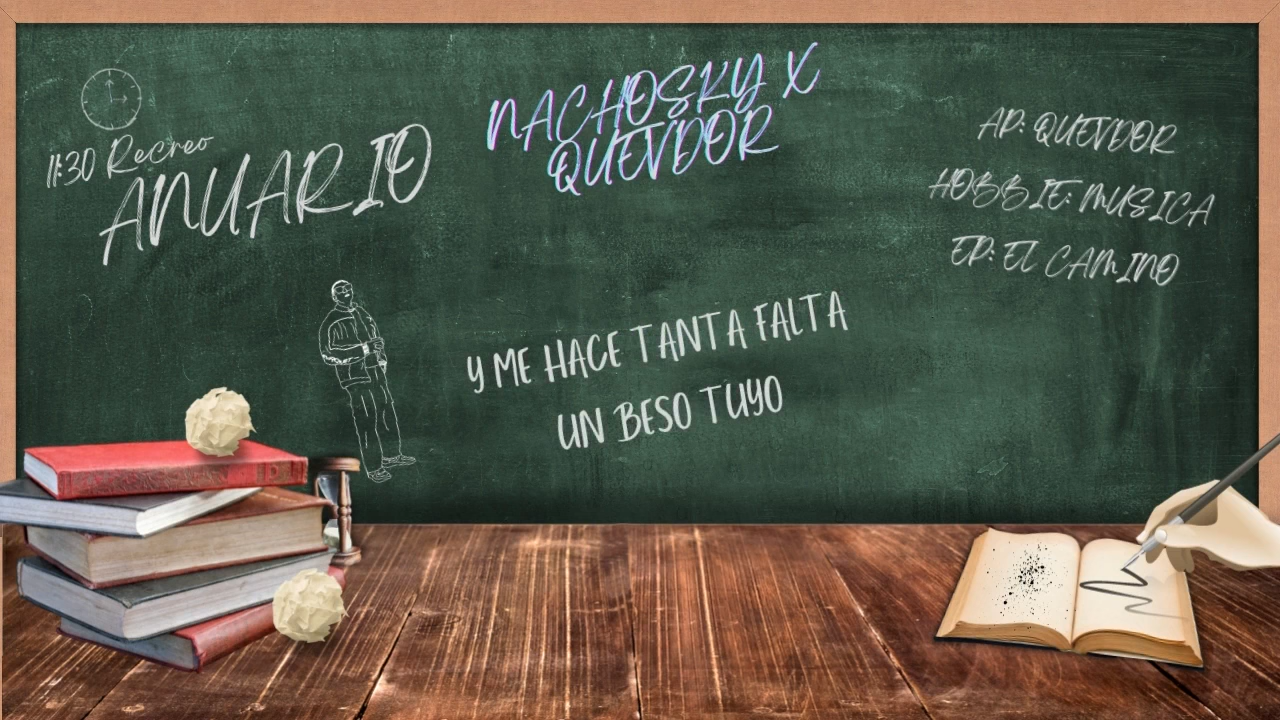 11:30 Recreo
ANUARIO
NACHOSKY X
QUEVDOR
AP: QUEVDOR
HOBBIE: MUSICA
EP: EL CAMINO
Y ME HACE TANTA FALTA
UN BESO TUYO